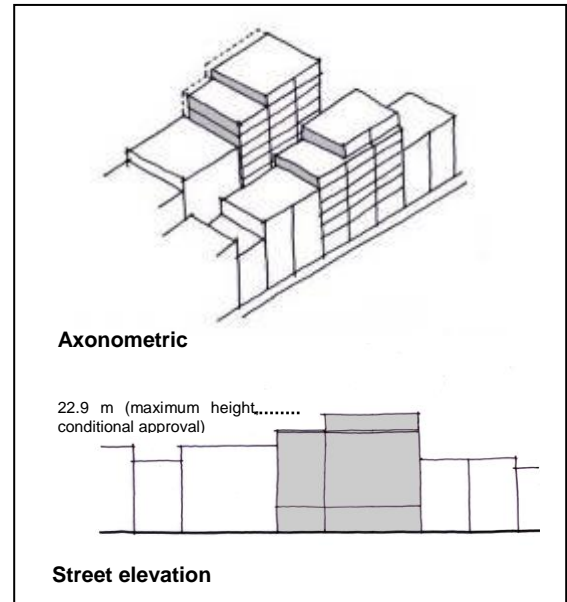 Axonometric
22.9 m (maximum height,
conditional approval)
Street elevation